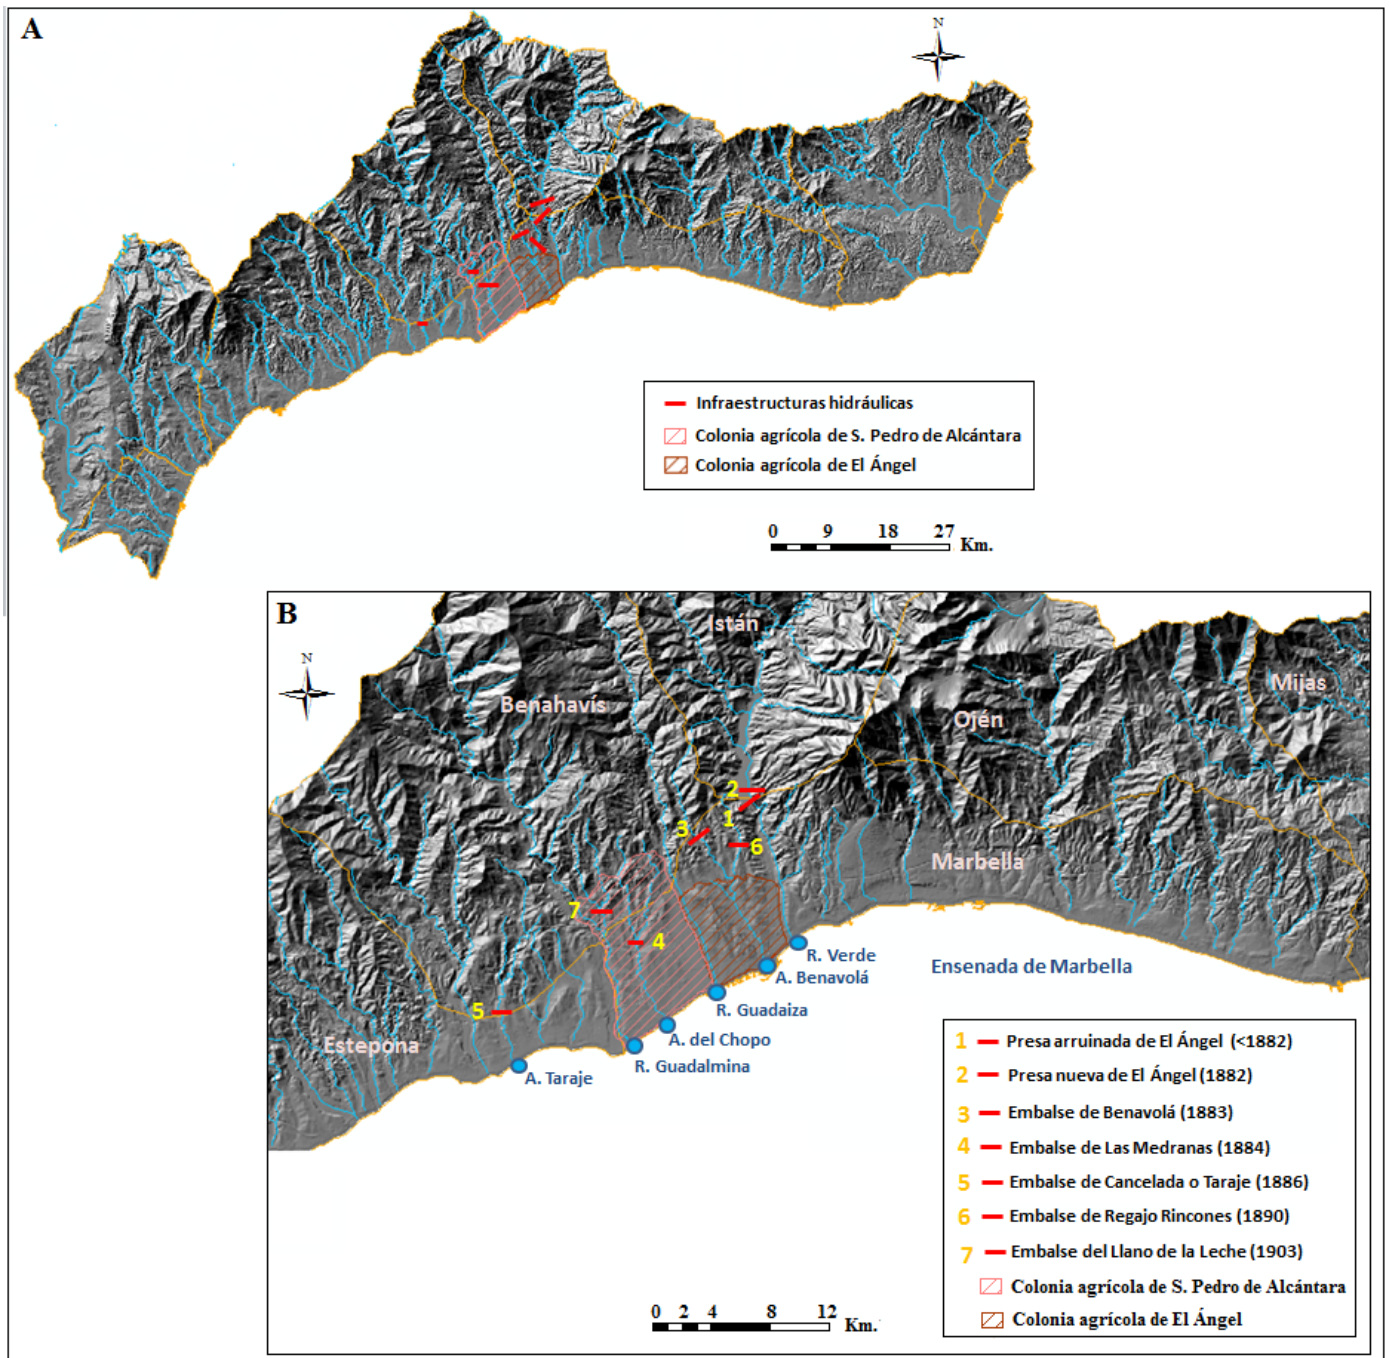 A
N
Infraestructuras hidráulicas
Colonia agrícola de S. Pedro de Alcántara
Colonia agrícola de El Ángel
0 9 18 27
Km.
B
N
Istán
Benahavís
Ojén
Mijas
2
1
3
6
Marbella
7
4
R. Verde
Ensenada de Marbella
A. Benavolá
5
R. Guadaiza
A. del Chopo
Estepona
R. Guadalmina
A. Taraje
1 Presa arruinada de El Ángel (<1882)
2 Presa nueva de El Ángel (1882)
3 Embalse de Benavolá (1883)
4 Embalse de Las Medranas (1884)
5 Embalse de Cancelada o Taraje (1886)
6 Embalse de Regajo Rincones (1890)
7 Embalse del Llano de la Leche (1903)
Colonia agrícola de S. Pedro de Alcántara
Colonia agrícola de El Ángel
0 2 4 8 12
Km.